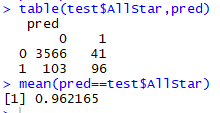 > table(test$AllStar,pred)
   pred
       0    1
  0 3566   41
  1  103   96
> mean(pred==test$AllStar)
[1] 0.962165
>